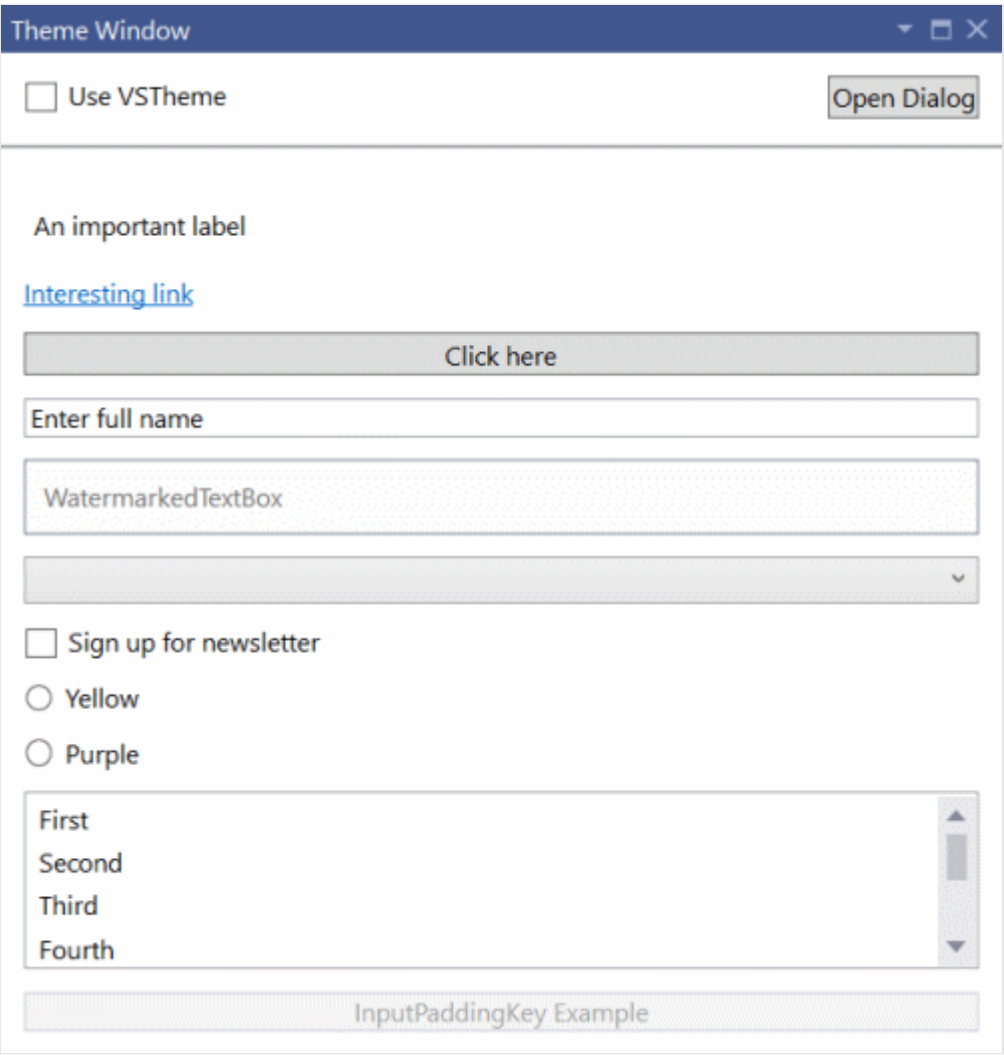 Theme Window
Use VSTheme
Open Dialog
An important label
Interesting link
Click here
Enter full name
WatermarkedTextBox
Sign up for newsletter
Yellow
Purple
First
Second
Third
Fourth
InputPaddingKey Example